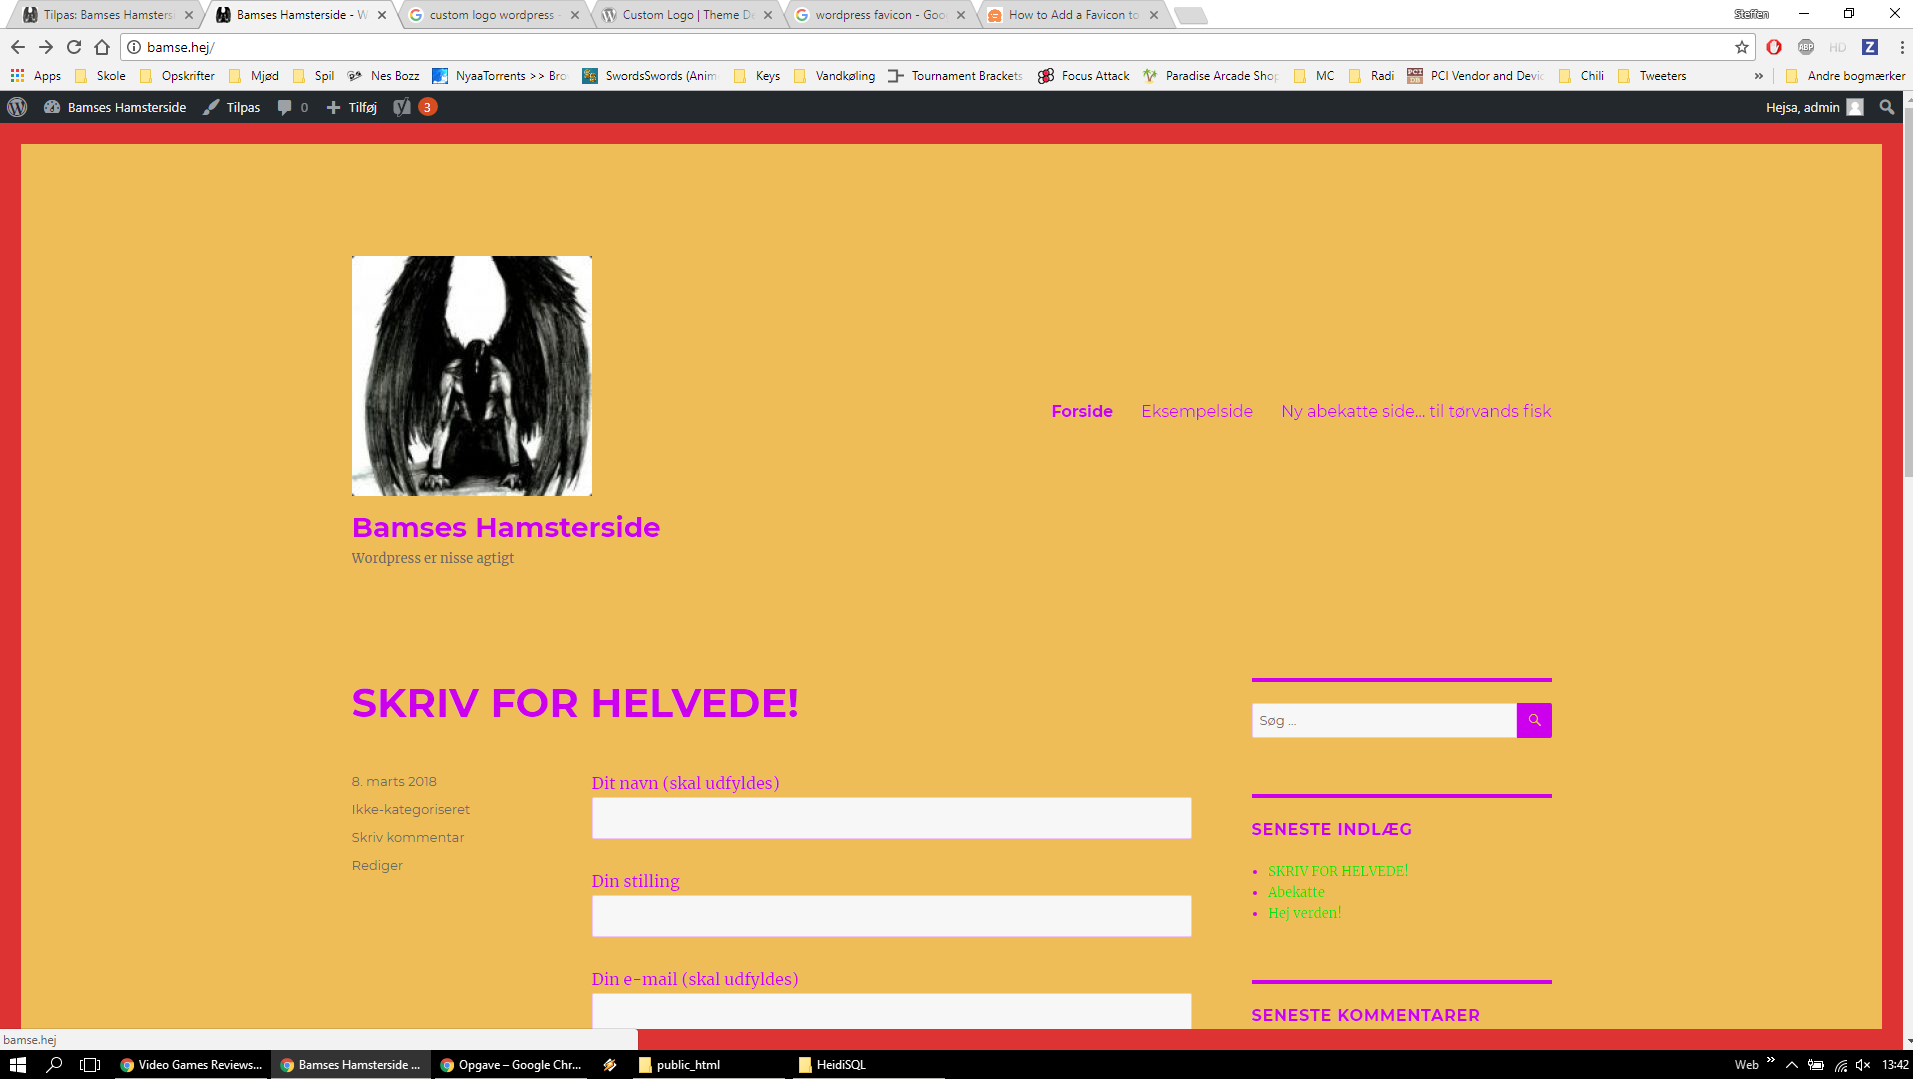 Tilpas: Bamses Hamsters
Bamses Hamsterside - W
custom logo wordpress -
Custom Logo | Theme De
wordpress favicon - Goo
How to Add a Favicon to
Steffen
bamse.hej/
ABP
HD
Z
Apps
Skole
Opskrifter
Mjød
Spil
Nes Bozz
NyaaTorrents >> Bro
SwordsSwords (Anim
Keys
Vandkøling
Tournament Brackets
Focus Attack
Paradise Arcade Shop
MC
Radi
PCI Vendor and Devic
Chili
Tweeters
»
Andre bogmærker
Bamses Hamsterside
Tilpas
0
Tilføj
3
Hejsa, admin
Forside
Eksempelside
Ny abekatte side... til tørvands fisk
Bamses Hamsterside
Wordpress er nisse agtigt
SKRIV FOR HELVEDE!
8. marts 2018
Ikke-kategoriseret
Skriv kommentar
Rediger
Dit navn (skal udfyldes)
Din stilling
Din e-mail (skal udfyldes)
Søg ...
SENESTE INDLÆG
SKRIV FOR HELVEDE!
Abekatte
Hej verden!
SENESTE KOMMENTARER
bamse.hej
Video Games Reviews...
Bamses Hamsterside ...
Opgave – Google Chr...
public_html
HeidiSQL
Web
»
13:42